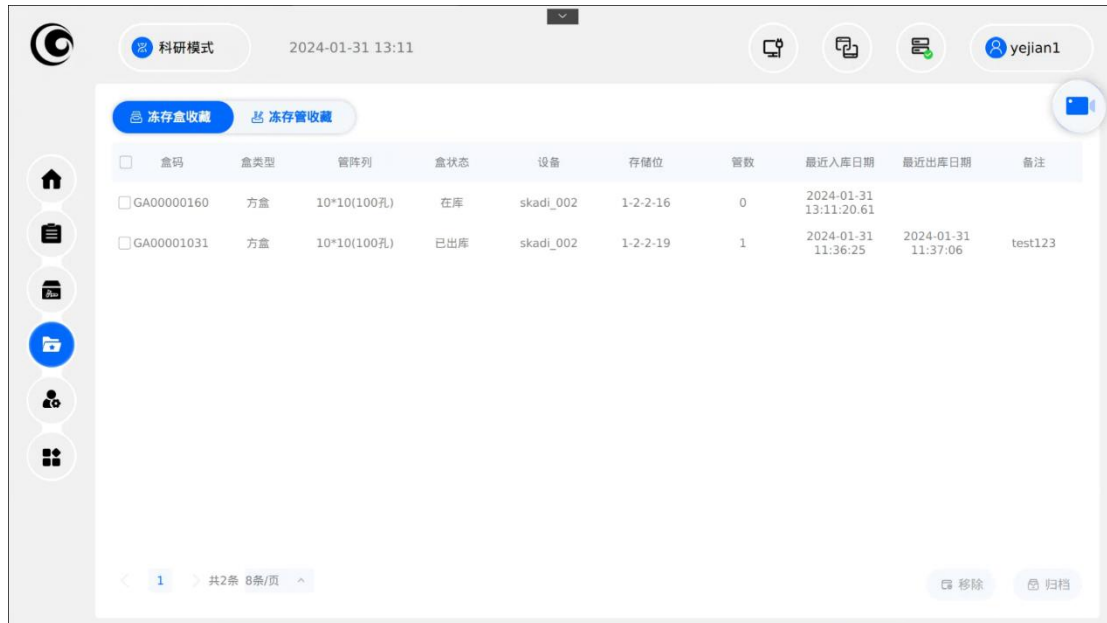 科研模式 2024-01-31 13:11 yejian1
冻存盒收藏 冻存管收藏
盒码 盒类型 管阵列 盒状态 设备 存储位 管数 最近入库日期 最近出库日期 备注
GA00000160 方盒 10*10(100孔) 在库 skadi_002 1-2-2-16 0 2024-01-31
13:11:20.61
GA00001031 方盒 10*10(100孔) 已出库 skadi_002 1-2-2-19 1 2024-01-31 2024-01-31 test123
11:36:25 11:37:06
1 共2条 8条/页 移除 归档